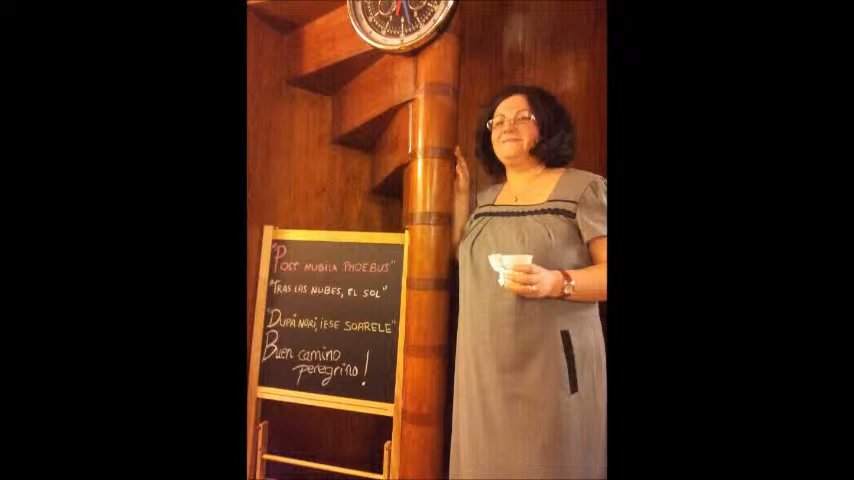 "Post nubila Phoebus"
"Tras las nubes, el sol"
"După nori, iese soarele"
Buen camino
peregrino!